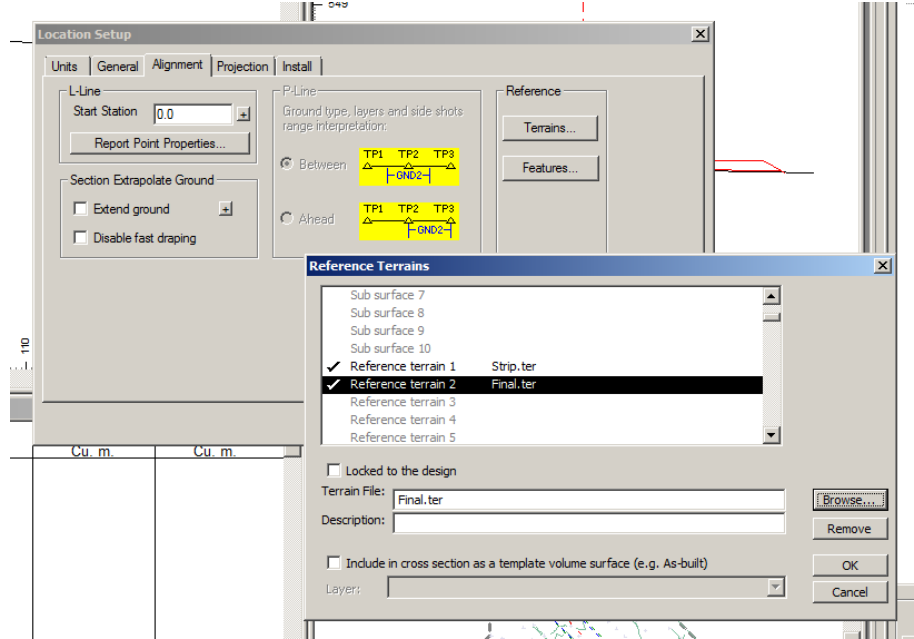 549
Location Setup
Units General Alignment Projection Install
L-Line
Start Station 0.0 +
Report Point Properties...
Section Extrapolate Ground
Extend ground +
Disable fast draping
P-Line
Ground type, layers and side shots
range interpretation:
Between
TP1 TP2 TP3
GND2
Ahead
TP1 TP2 TP3
GND2
Reference
Terrains...
Features...
110
Cu. m. Cu. m.
Reference Terrains
Sub surface 7
Sub surface 8
Sub surface 9
Sub surface 10
Reference terrain 1 Strip.ter
Reference terrain 2 Final.ter
Reference terrain 3
Reference terrain 4
Reference terrain 5
Locked to the design
Terrain File: Final.ter Browse...
Description:
Remove
Include in cross section as a template volume surface (e.g. As-built)
OK
Layer:
Cancel